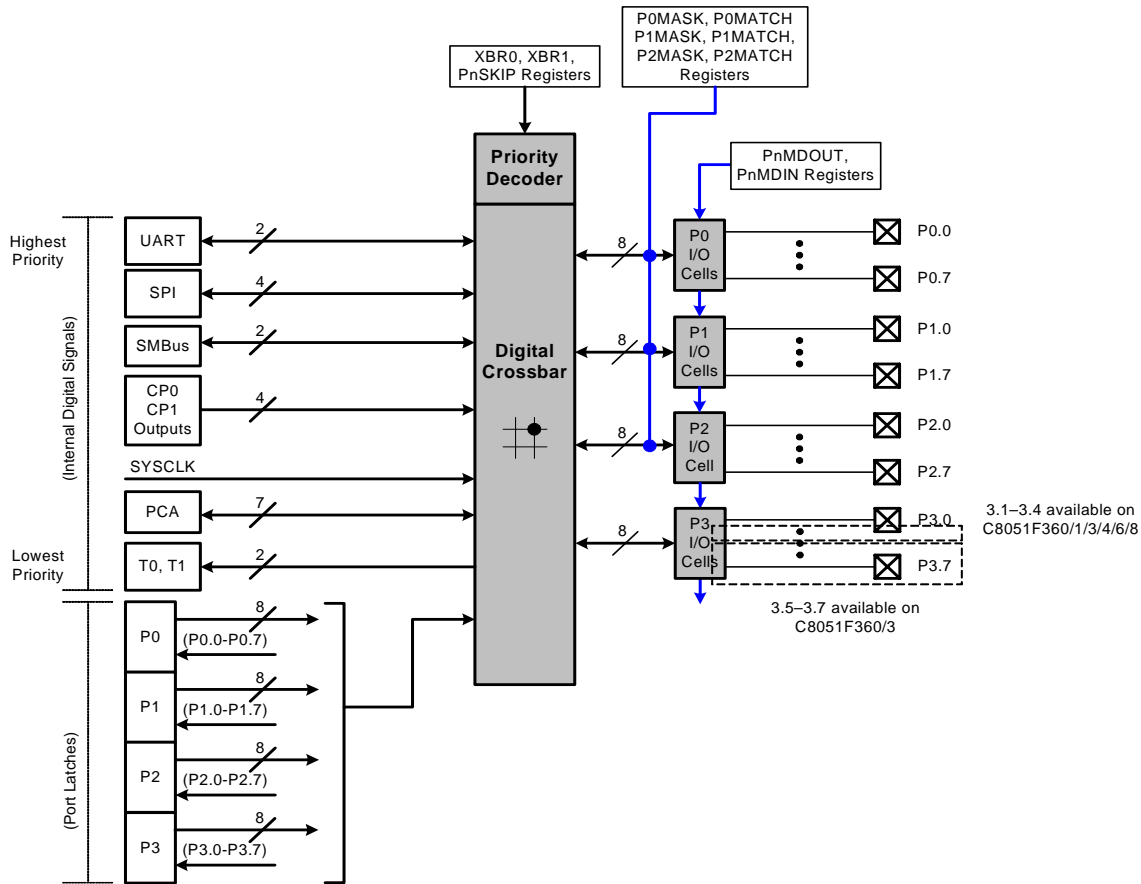 P0MASK, P0MATCH
P1MASK, P1MATCH,
P2MASK, P2MATCH
Registers
XBR0, XBR1,
PnSKIP Registers
PnMDOUT,
PnMDIN Registers
Priority
Decoder
Digital
Crossbar
Highest
Priority
(Internal Digital Signals)
Lowest
Priority
UART
2
SPI
4
SMBus
2
CP0
CP1
Outputs
4
SYSCLK
PCA
7
T0, T1
2
(Port Latches)
P0
8
(P0.0-P0.7)
P1
8
(P1.0-P1.7)
P2
8
(P2.0-P2.7)
P3
8
(P3.0-P3.7)
8
P0
I/O
Cells
P0.0
P0.7
8
P1
I/O
Cells
P1.0
P1.7
8
P2
I/O
Cell
P2.0
P2.7
8
P3
I/O
Cells
P3.0
P3.7
3.1–3.4 available on
C8051F360/1/3/4/6/8
3.5–3.7 available on
C8051F360/3